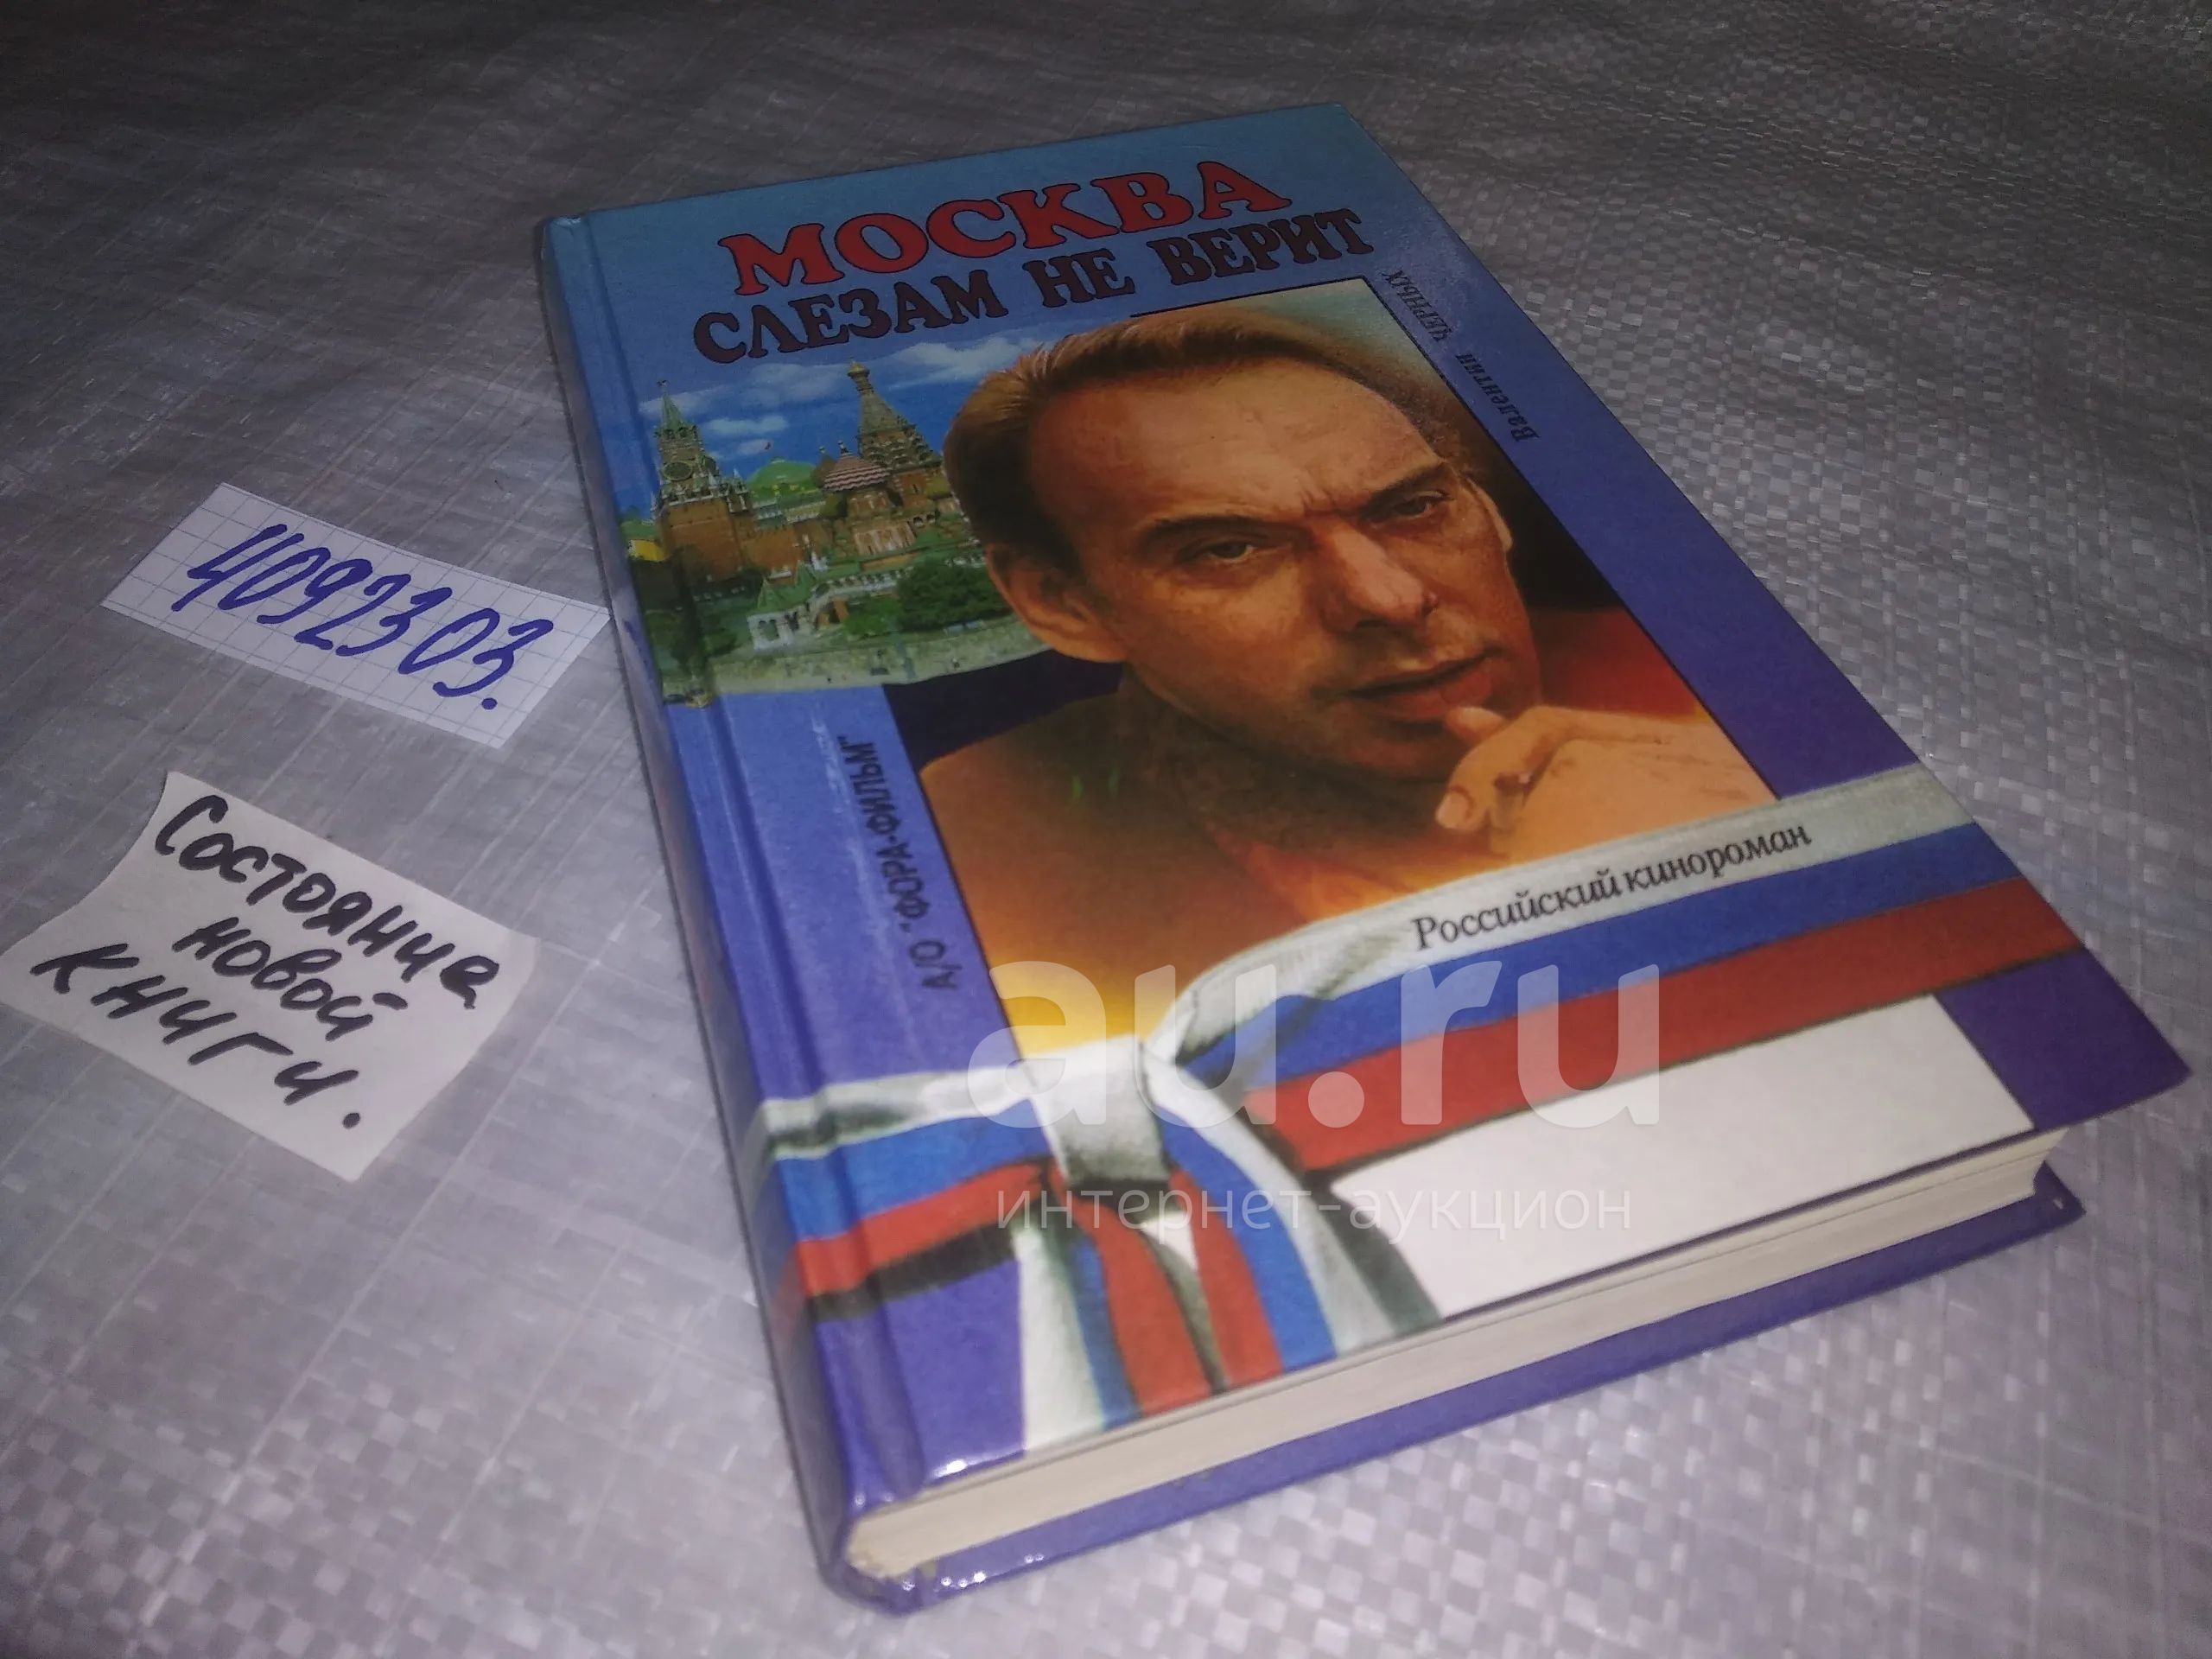 МОСКВА
СЛЕЗАМ НЕ ВЕРИТ
Валентин ЧЕРНЫХ
А/О "ФОРА-ФИЛЬМ"
Российский кинороман
4092303.
Состояние
новой
книги.
au.ru
интернет-аукцион